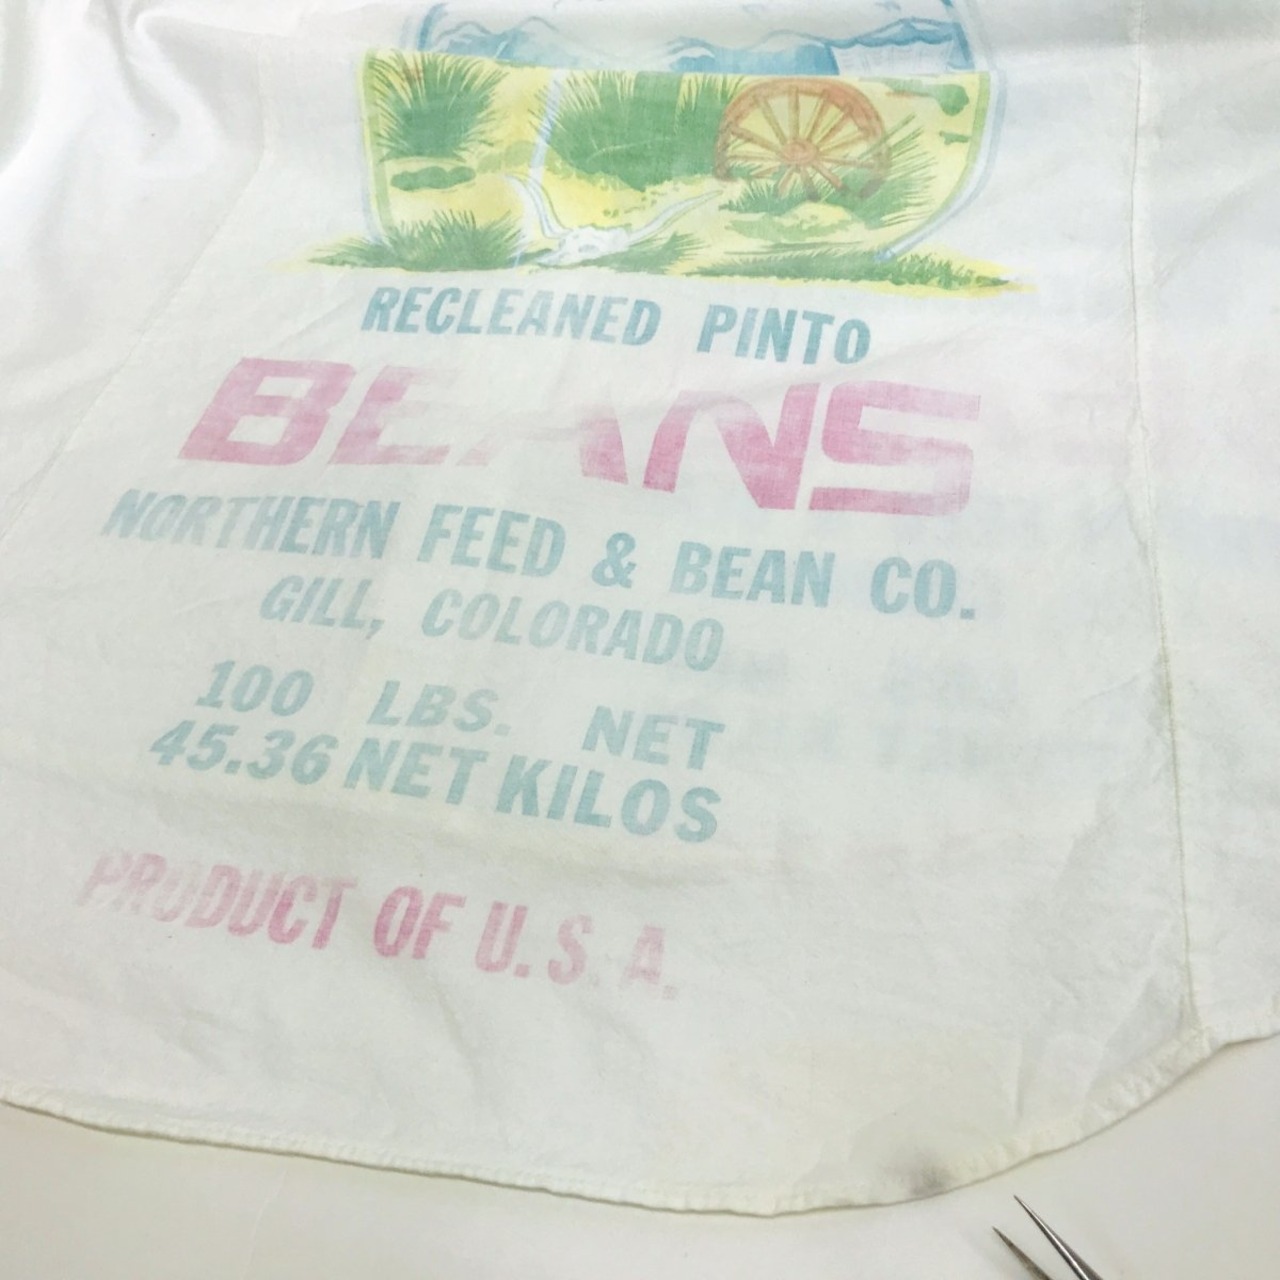 RECLEANED PINTO
BEANS
NORTHERN FEED & BEAN CO.
GILL, COLORADO
100 LBS. NET
45.36 NET KILOS
PRODUCT OF U.S.A.